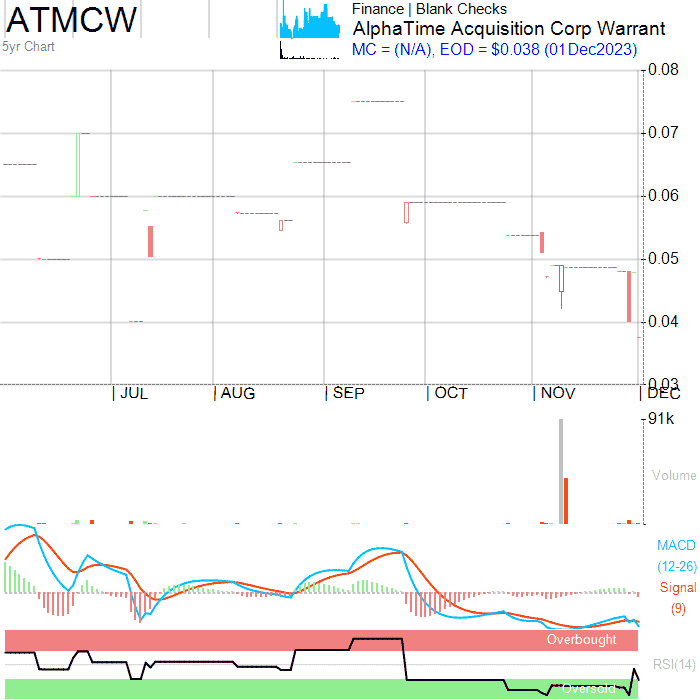 ATMCW
5yr Chart
Finance | Blank Checks
AlphaTime Acquisition Corp Warrant
MC = (N/A), EOD = $0.038 (01Dec2023)
0.08
0.07
0.06
0.05
0.04
0.03
JUL AUG SEP OCT NOV DEC
91k
Volume
MACD
(12-26)
Signal
(9)
Overbought
RSI(14)
Oversold